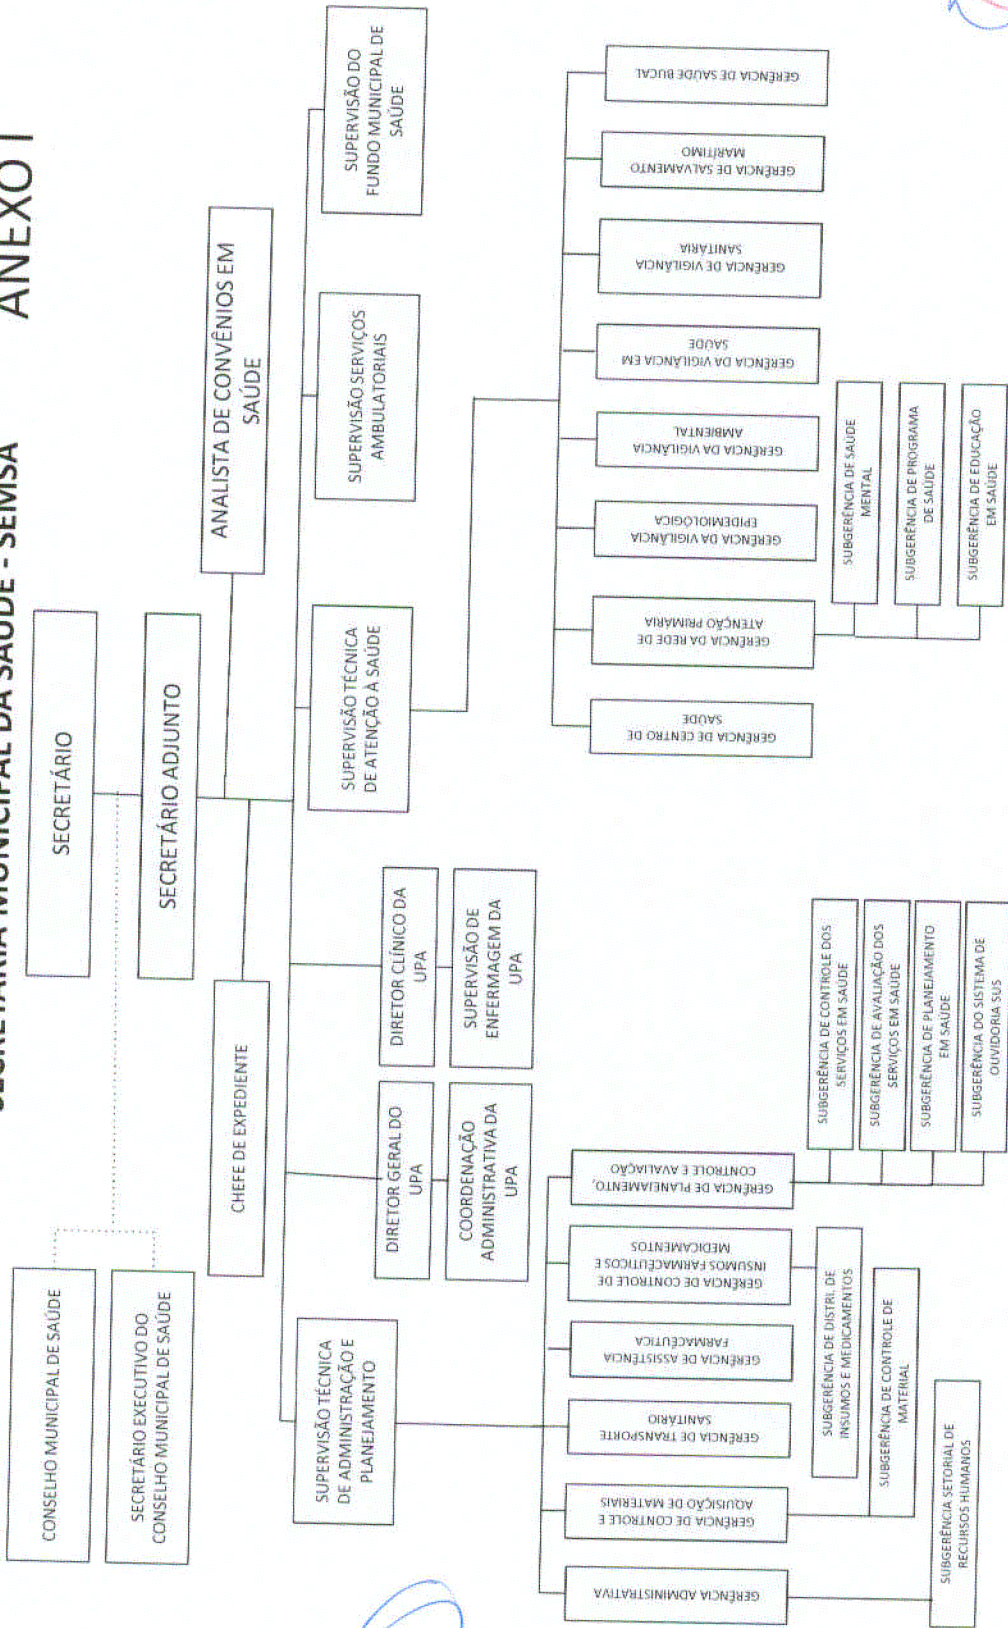 SECRETARIA MUNICIPAL DA SAÚDE - SEMSA
ANEXO I
CONSELHO MUNICIPAL DE SAÚDE
SECRETÁRIO EXECUTIVO DO
CONSELHO MUNICIPAL DE SAÚDE
SECRETÁRIO
SECRETÁRIO ADJUNTO
CHEFE DE EXPEDIENTE
ANALISTA DE CONVÊNIOS EM
SAÚDE
SUPERVISÃO TÉCNICA
DE ADMINISTRAÇÃO E
PLANEJAMENTO
DIRETOR GERAL DO
UPA
COORDENAÇÃO
ADMINISTRATIVA DA
UPA
DIRETOR CLÍNICO DA
UPA
SUPERVISÃO DE
ENFERMAGEM DA
UPA
SUPERVISÃO TÉCNICA
DE ATENÇÃO À SAÚDE
SUPERVISÃO SERVIÇOS
AMBULATORIAIS
SUPERVISÃO DO
FUNDO MUNICIPAL DE
SAÚDE
GERÊNCIA ADMINISTRATIVA
GERÊNCIA DE CONTROLE E
AQUISIÇÃO DE MATERIAIS
GERÊNCIA DE TRANSPORTE
SANITÁRIO
GERÊNCIA DE ASSISTÊNCIA
FARMACÊUTICA
GERÊNCIA DE CONTROLE DE
INSUMOS FARMACÊUTICOS E
MEDICAMENTOS
GERÊNCIA DE PLANEJAMENTO,
CONTROLE E AVALIAÇÃO
SUBGERÊNCIA SETORIAL DE
RECURSOS HUMANOS
SUBGERÊNCIA DE CONTROLE DE
MATERIAL
SUBGERÊNCIA DE DISTRI. DE
INSUMOS E MEDICAMENTOS
SUBGERÊNCIA DE CONTROLE DOS
SERVIÇOS EM SAÚDE
SUBGERÊNCIA DE AVALIAÇÃO DOS
SERVIÇOS EM SAÚDE
SUBGERÊNCIA DE PLANEJAMENTO
EM SAÚDE
SUBGERÊNCIA DO SISTEMA DE
OUVIDORIA SUS
GERÊNCIA DE CENTRO DE
SAÚDE
GERÊNCIA DA REDE DE
ATENÇÃO PRIMÁRIA
GERÊNCIA DA VIGILÂNCIA
EPIDEMIOLÓGICA
GERÊNCIA DA VIGILÂNCIA
AMBIENTAL
GERÊNCIA DA VIGILÂNCIA EM
SAÚDE
GERÊNCIA DE VIGILÂNCIA
SANITÁRIA
GERÊNCIA DE SALVAMENTO
MARÍTIMO
GERÊNCIA DE SAÚDE BUCAL
SUBGERÊNCIA DE SAÚDE
MENTAL
SUBGERÊNCIA DE PROGRAMA
DE SAÚDE
SUBGERÊNCIA DE EDUCAÇÃO
EM SAÚDE